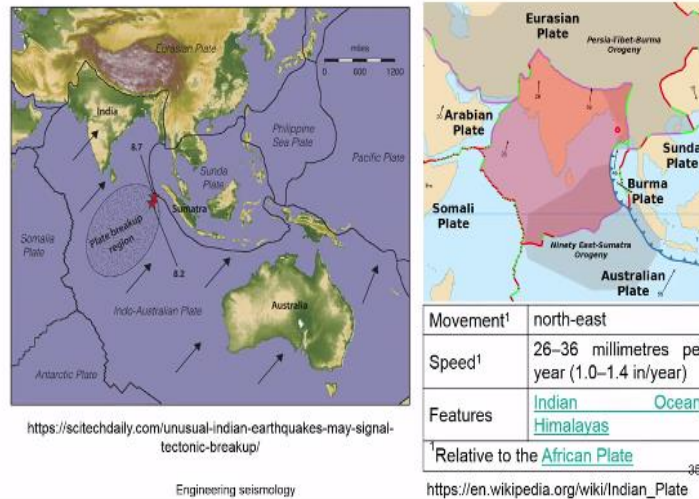 Eurasian Plate
miles
0 600 1200
India
Philippine
Sea Plate
Pacific Plate
8.7
Sunda
Plate
Sumatra
Plate breakup
region
Somalia
Plate
8.2
Indo-Australian Plate
Australia
Antarctic Plate
https://scitechdaily.com/unusual-indian-earthquakes-may-signal-
tectonic-breakup/
Engineering seismology
Eurasian
Plate
Persia-Tibet-Burma
Orogeny
Arabian
Plate
Sunda
Plate
Burma
Plate
Somali
Plate
Ninety East-Sumatra
Orogeny
Australian
Plate
Movement¹ north-east
Speed¹ 26–36 millimetres per
year (1.0–1.4 in/year)
Features Indian Ocean
Himalayas
¹Relative to the African Plate
https://en.wikipedia.org/wiki/Indian_Plate